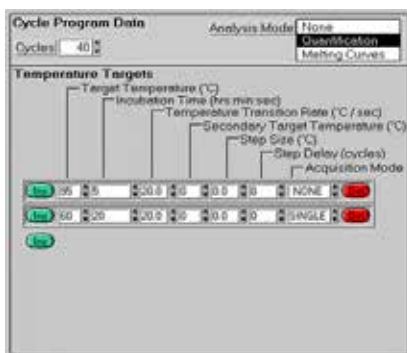 Cycle Program Data
Analysis Mode None
Quantification
Melting Curves
Cycles 40
Temperature Targets
Target Temperature (°C)
Incubation Time (hrs:min:sec)
Temperature Transition Rate (°C / sec)
Secondary Target Temperature (°C)
Step Size (°C)
Step Delay (cycles)
Acquisition Mode
95 5 20.0 0 0.0 0 NONE
60 20 20.0 0 0.0 0 SINGLE